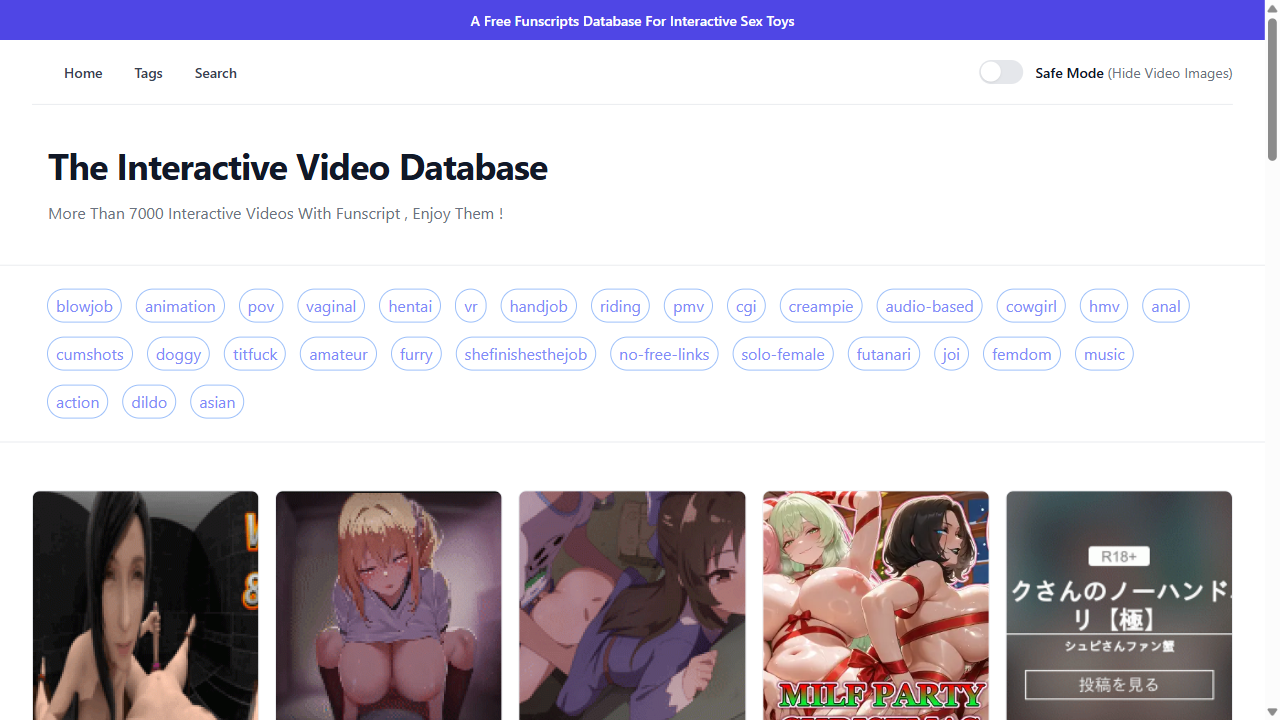 A Free Funscripts Database For Interactive Sex Toys
Home Tags Search Safe Mode (Hide Video Images)
The Interactive Video Database
More Than 7000 Interactive Videos With Funscript , Enjoy Them !
blowjob animation pov vaginal hentai vr handjob riding pmv cgi creampie audio-based cowgirl hmv anal
cumshots doggy titfuck amateur furry shefinishesthejob no-free-links solo-female futanari joi femdom music
action dildo asian
R18+
クさんのノーハンド
リ【極】
シュピさんファン蟹
投稿を見る
MILF PARTY